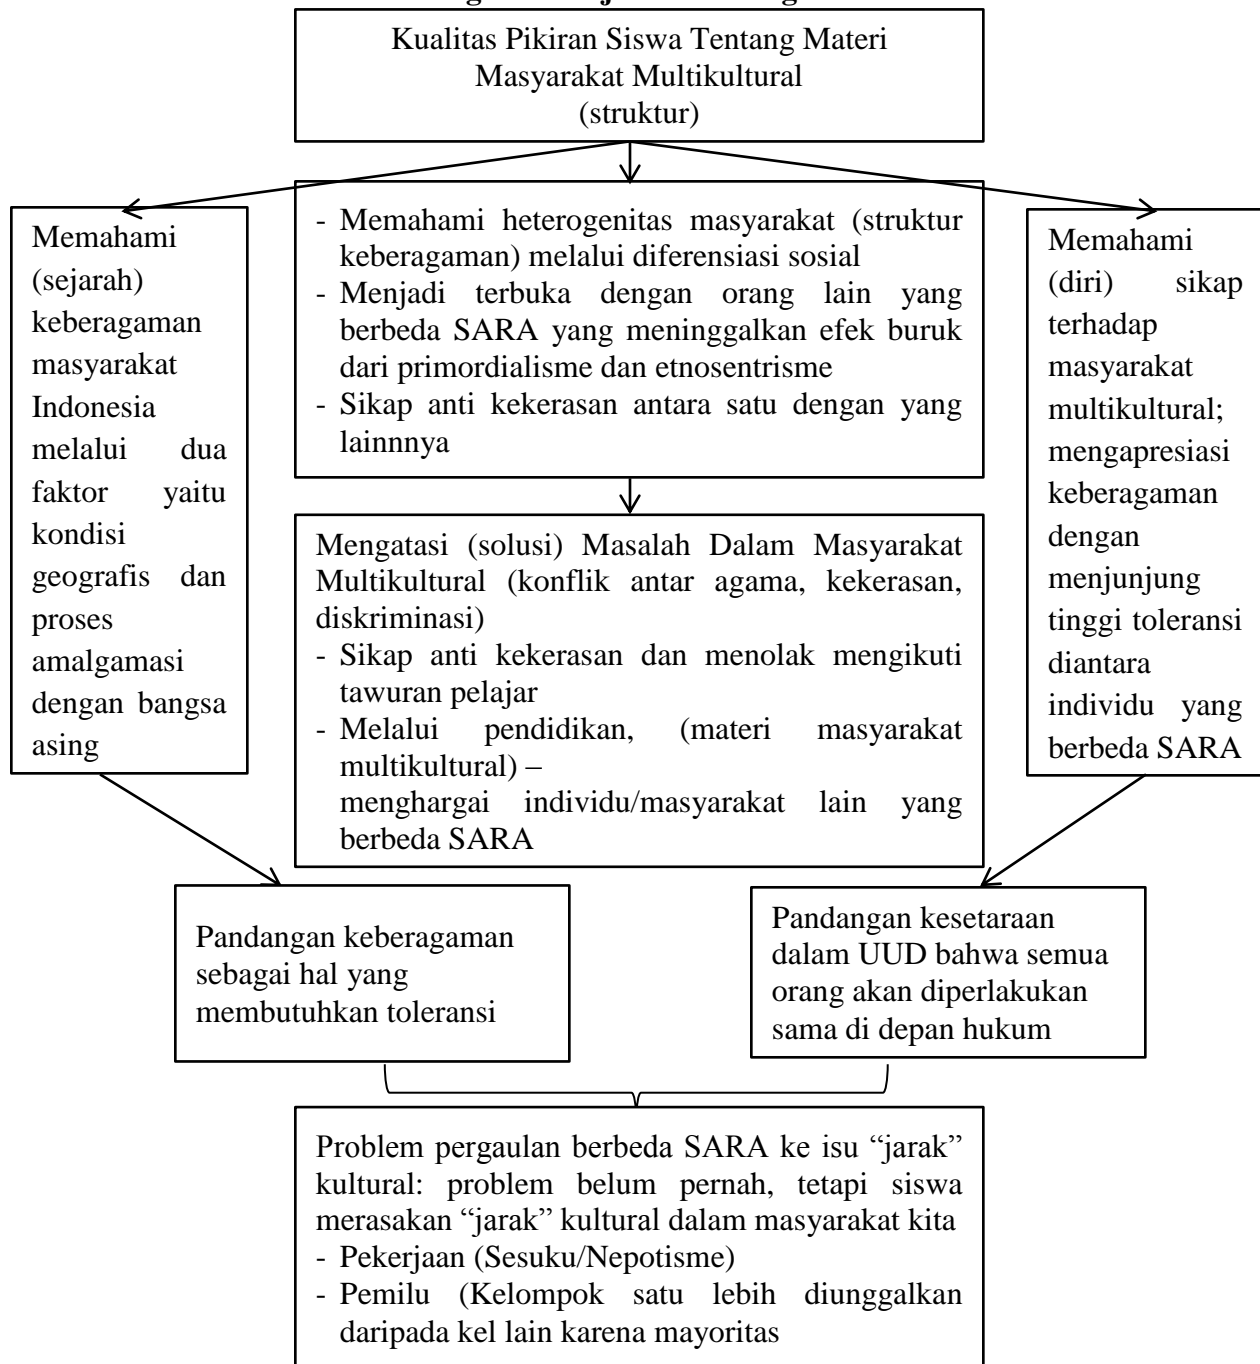 Kualitas Pikiran Siswa Tentang Materi
Masyarakat Multikultural
(struktur)
Memahami
(sejarah)
keberagaman
masyarakat
Indonesia
melalui dua
faktor yaitu
kondisi
geografis dan
proses
amalgamasi
dengan bangsa
asing
- Memahami heterogenitas masyarakat (struktur
keberagaman) melalui diferensiasi sosial
- Menjadi terbuka dengan orang lain yang
berbeda SARA yang meninggalkan efek buruk
dari primordialisme dan etnosentrisme
- Sikap anti kekerasan antara satu dengan yang
lainnnya
Memahami
(diri) sikap
terhadap
masyarakat
multikultural;
mengapresiasi
keberagaman
dengan
menjunjung
tinggi toleransi
diantara
individu yang
berbeda SARA
Mengatasi (solusi) Masalah Dalam Masyarakat
Multikultural (konflik antar agama, kekerasan,
diskriminasi)
- Sikap anti kekerasan dan menolak mengikuti
tawuran pelajar
- Melalui pendidikan, (materi masyarakat
multikultural) –
menghargai individu/masyarakat lain yang
berbeda SARA
Pandangan keberagaman
sebagai hal yang
membutuhkan toleransi
Pandangan kesetaraan
dalam UUD bahwa semua
orang akan diperlakukan
sama di depan hukum
Problem pergaulan berbeda SARA ke isu “jarak”
kultural: problem belum pernah, tetapi siswa
merasakan “jarak” kultural dalam masyarakat kita
- Pekerjaan (Sesuku/Nepotisme)
- Pemilu (Kelompok satu lebih diunggalkan
daripada kel lain karena mayoritas